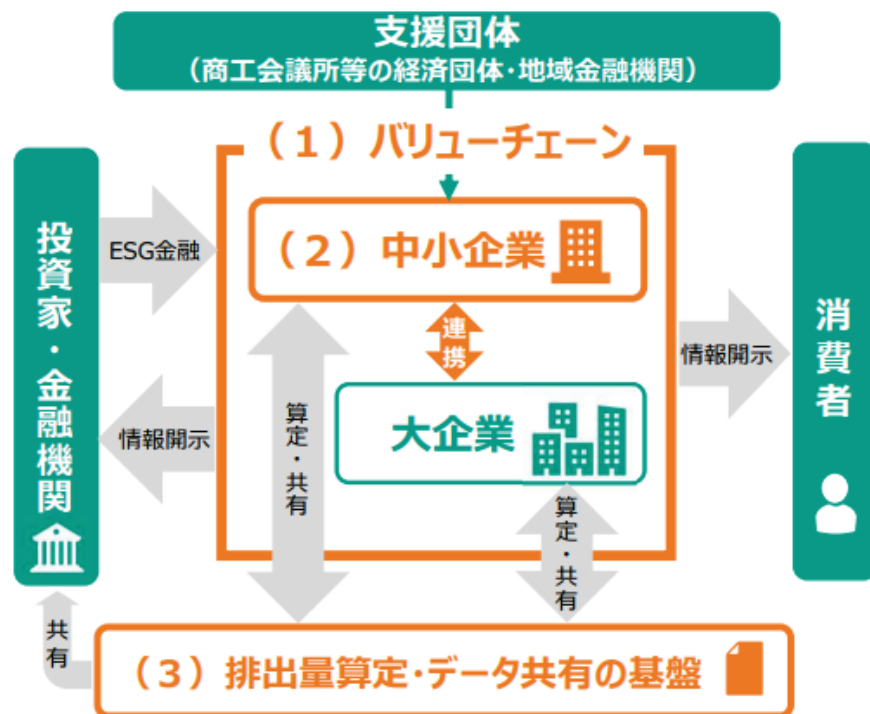 支援団体
（商工会議所等の経済団体・地域金融機関）
（１）バリューチェーン
投資家・金融機関
ESG金融
（２）中小企業
連携
消費者
情報開示
情報開示
大企業
算定・共有
算定・共有
共有
（３）排出量算定・データ共有の基盤